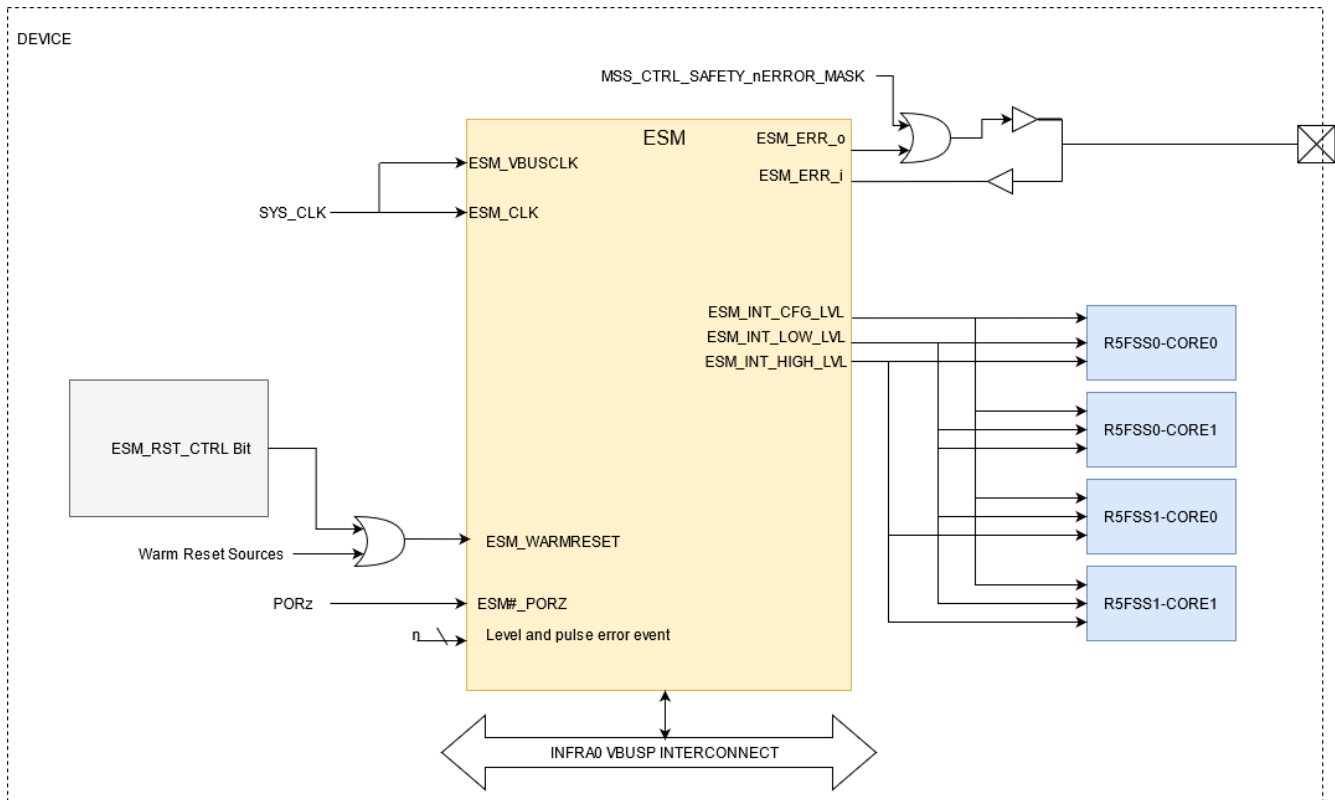 DEVICE
MSS_CTRL_SAFETY_nERROR_MASK
ESM
ESM_ERR_o
ESM_VBUSCLK
ESM_ERR_i
SYS_CLK
ESM_CLK
ESM_INT_CFG_LVL
ESM_INT_LOW_LVL
ESM_INT_HIGH_LVL
R5FSS0-CORE0
R5FSS0-CORE1
ESM_RST_CTRL Bit
R5FSS1-CORE0
ESM_WARMRESET
Warm Reset Sources
PORz
ESM#_PORZ
R5FSS1-CORE1
n
Level and pulse error event
INFRA0 VBUSP INTERCONNECT